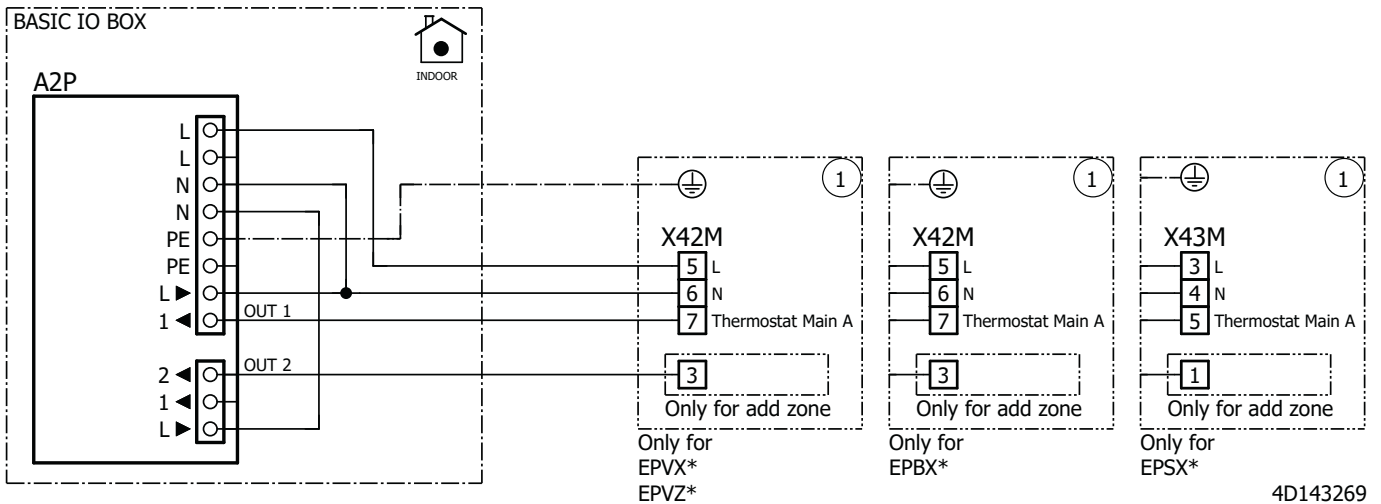 BASIC IO BOX
INDOOR
A2P
L
L
N
N
PE
PE
L ▶
1 ◀ OUT 1
2 ◀ OUT 2
1 ◀
L ▶
1
X42M
5 L
6 N
7 Thermostat Main A
3
Only for add zone
Only for
EPVX*
EPVZ*
1
X42M
5 L
6 N
7 Thermostat Main A
3
Only for add zone
Only for
EPBX*
1
X43M
3 L
4 N
5 Thermostat Main A
1
Only for add zone
Only for
EPSX*
4D143269